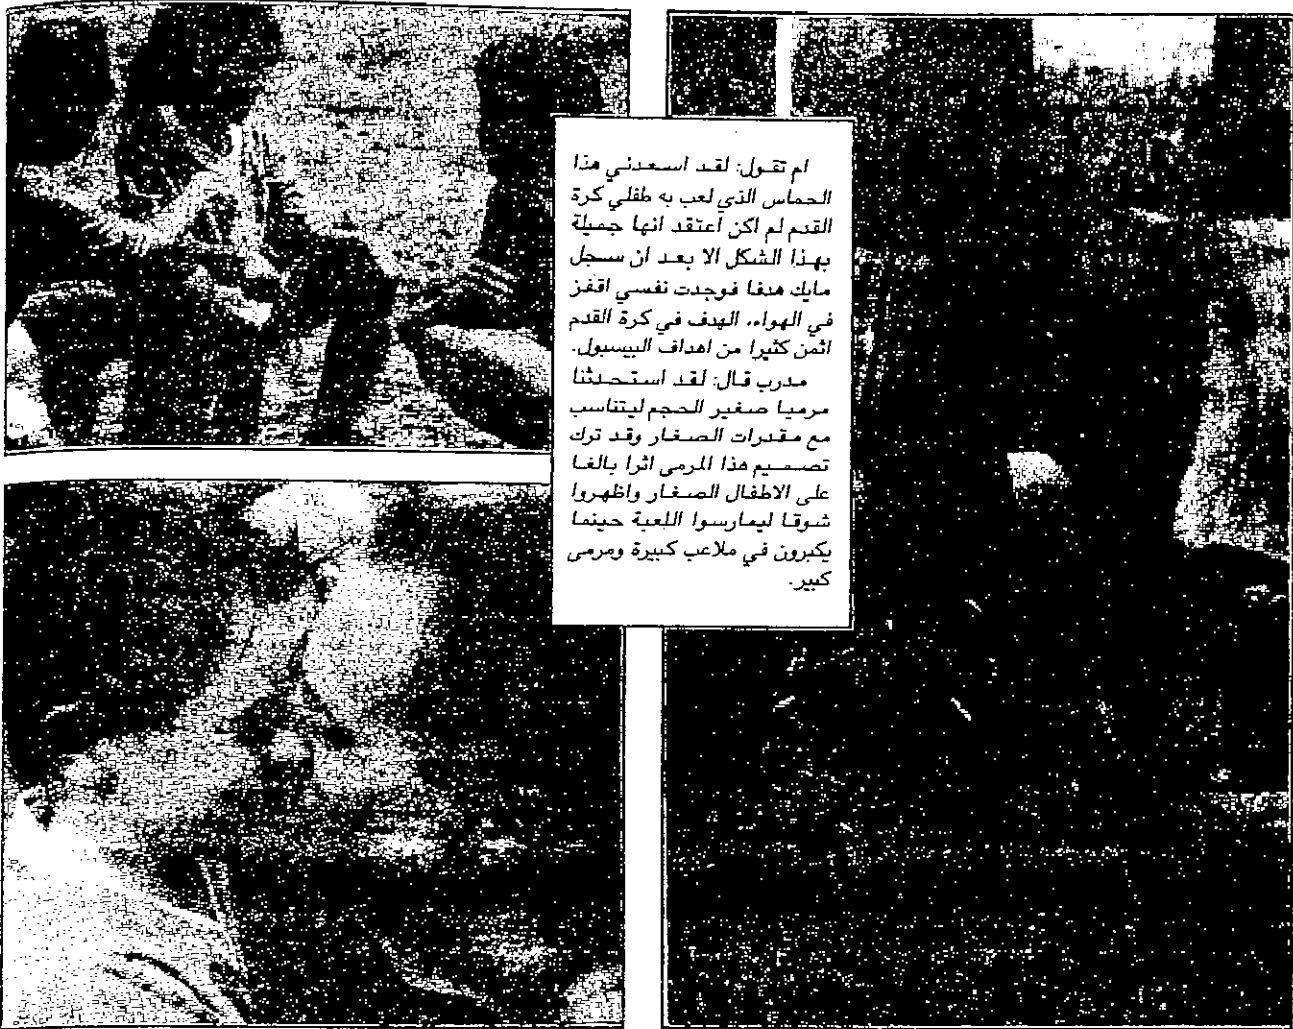 ام تقول: لقد اسعدني هذا
الحماس الذي لعب به طفلي كرة
القدم لم اكن اعتقد انها جميلة
بهذا الشكل الا بعد ان سجل
مايك هدفا فوجدت نفسي اقفز
في الهواء. الهدف في كرة القدم
اثمن كثيرا من اهداف البيسبول.
مدرب قال: لقد استحدثنا
مرميا صغير الحجم ليتناسب
مع مقدرات الصغار وقد ترك
تصميم هذا المرمى اثرا بالغا
على الاطفال الصغار واظهروا
شوقا ليمارسوا اللعبة حينما
يكبرون في ملاعب كبيرة ومرمى
كبير.